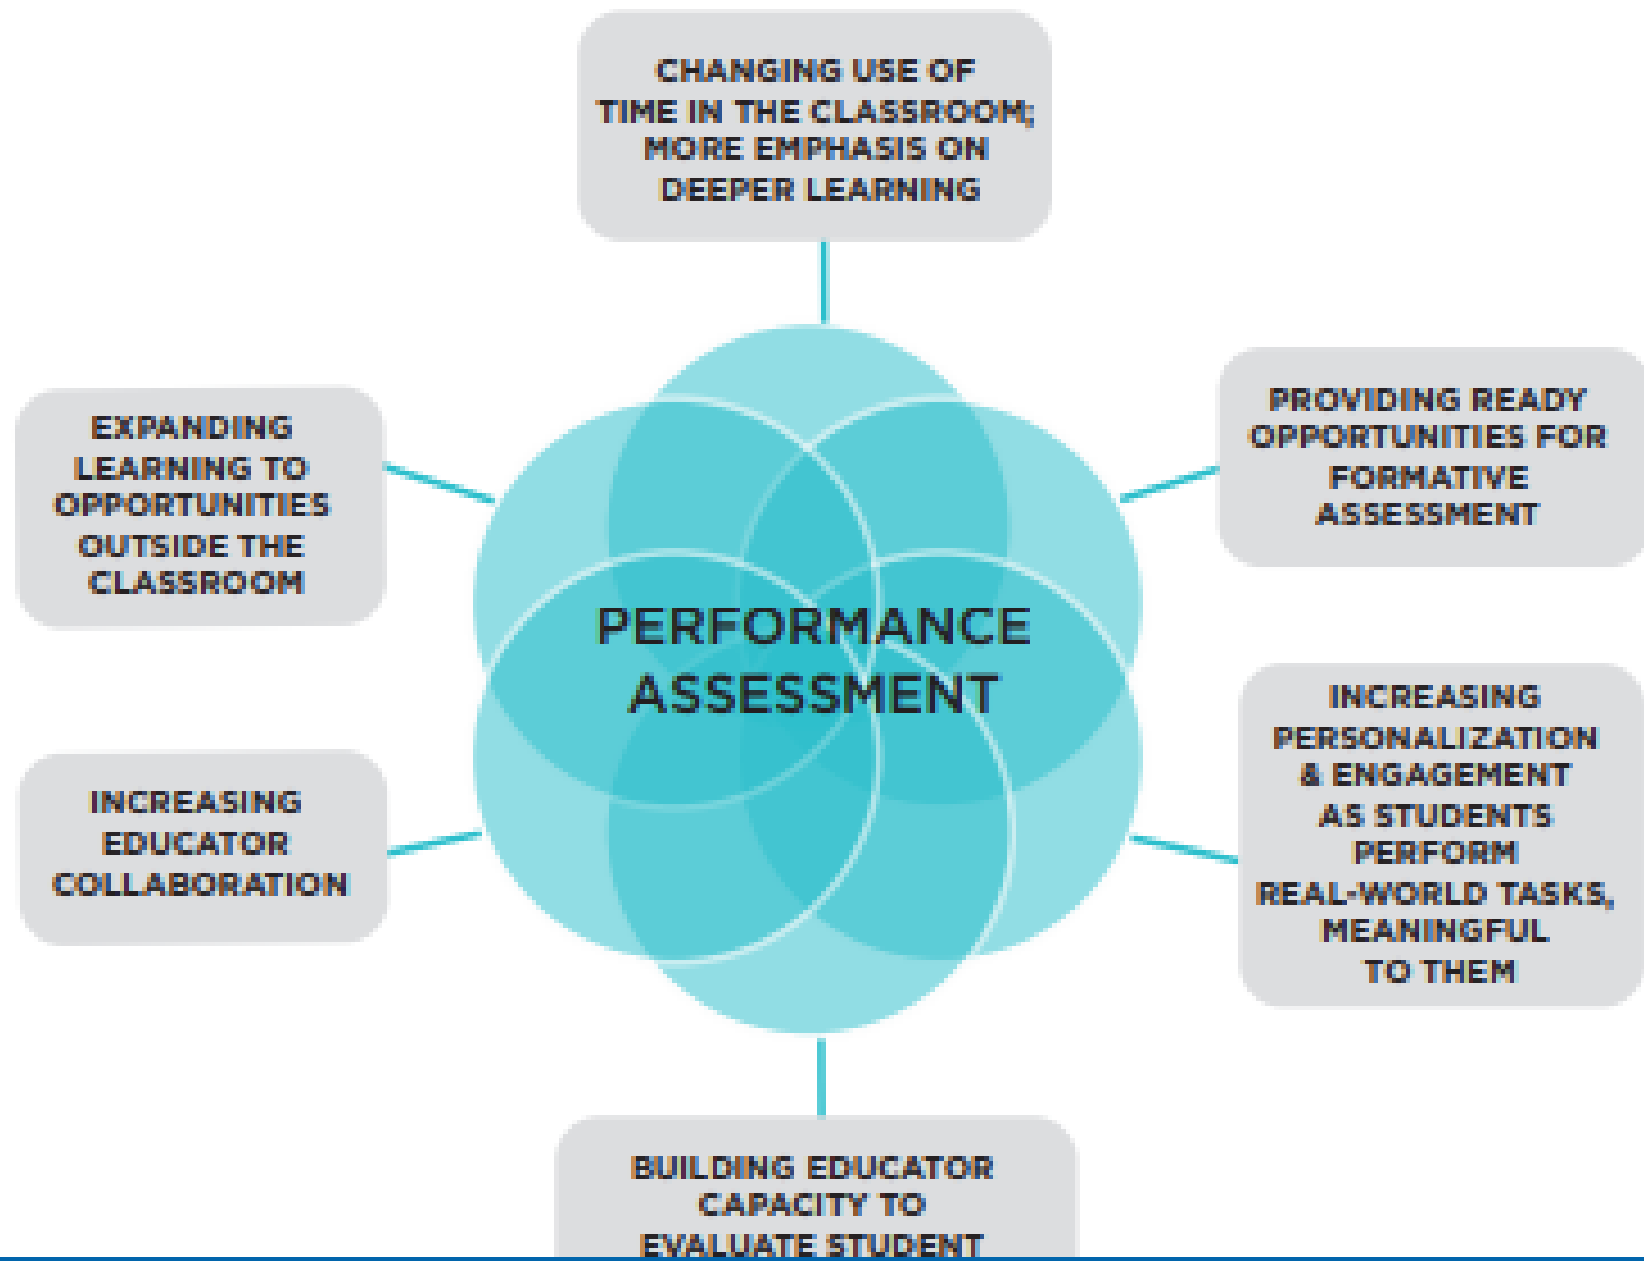 CHANGING USE OF
TIME IN THE CLASSROOM;
MORE EMPHASIS ON
DEEPER LEARNING
PROVIDING READY
OPPORTUNITIES FOR
FORMATIVE
ASSESSMENT
EXPANDING
LEARNING TO
OPPORTUNITIES
OUTSIDE THE
CLASSROOM
PERFORMANCE
ASSESSMENT
INCREASING
PERSONALIZATION
& ENGAGEMENT
AS STUDENTS
PERFORM
REAL-WORLD TASKS,
MEANINGFUL
TO THEM
INCREASING
EDUCATOR
COLLABORATION
BUILDING EDUCATOR
CAPACITY TO
EVALUATE STUDENT